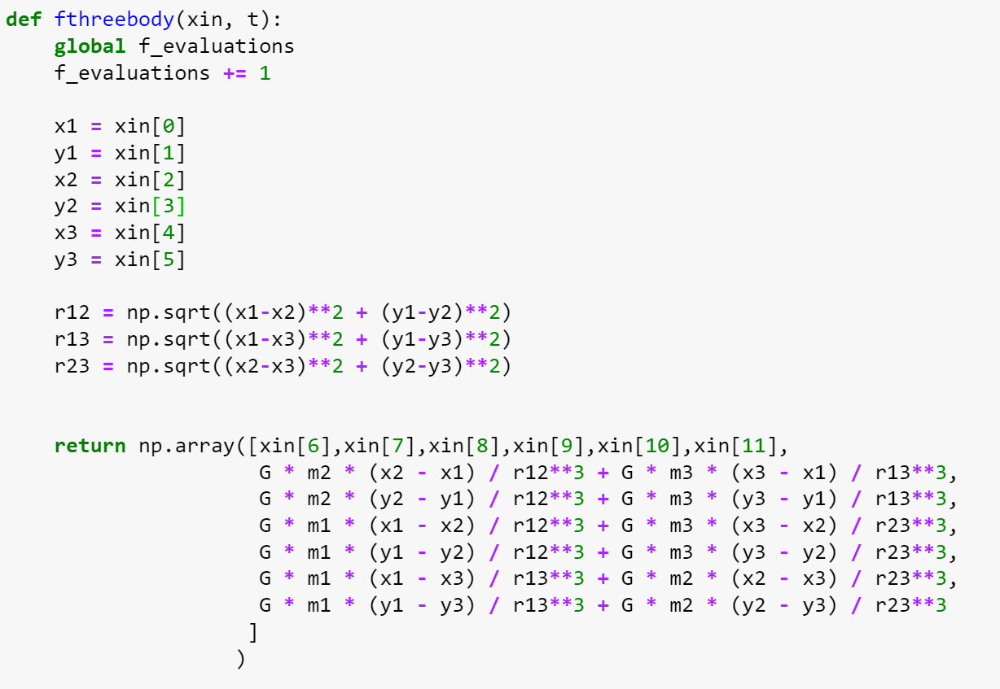 def fthreebody(xin, t):
    global f_evaluations
    f_evaluations += 1

    x1 = xin[0]
    y1 = xin[1]
    x2 = xin[2]
    y2 = xin[3]
    x3 = xin[4]
    y3 = xin[5]

    r12 = np.sqrt((x1-x2)**2 + (y1-y2)**2)
    r13 = np.sqrt((x1-x3)**2 + (y1-y3)**2)
    r23 = np.sqrt((x2-x3)**2 + (y2-y3)**2)


    return np.array([xin[6],xin[7],xin[8],xin[9],xin[10],xin[11],
                     G * m2 * (x2 - x1) / r12**3 + G * m3 * (x3 - x1) / r13**3,
                     G * m2 * (y2 - y1) / r12**3 + G * m3 * (y3 - y1) / r13**3,
                     G * m1 * (x1 - x2) / r12**3 + G * m3 * (x3 - x2) / r23**3,
                     G * m1 * (y1 - y2) / r12**3 + G * m3 * (y3 - y2) / r23**3,
                     G * m1 * (x1 - x3) / r13**3 + G * m2 * (x2 - x3) / r23**3,
                     G * m1 * (y1 - y3) / r13**3 + G * m2 * (y2 - y3) / r23**3
                    ]
                   )